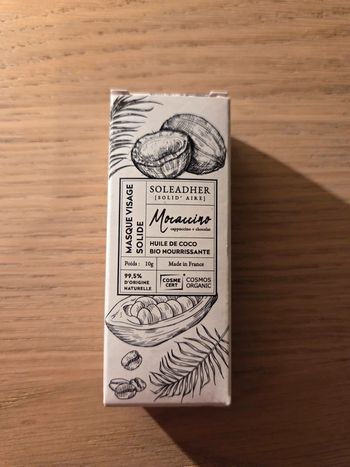 SOLEADHER
[SOLID' AIRE]
MASQUE VISAGE
SOLIDE
Mocaccino
cappuccino + chocolat
HUILE DE COCO
BIO NOURRISSANTE
Poids : 10g
Made in France
99,5%
D'ORIGINE
NATURELLE
COSME
CERT
COSMOS
ORGANIC